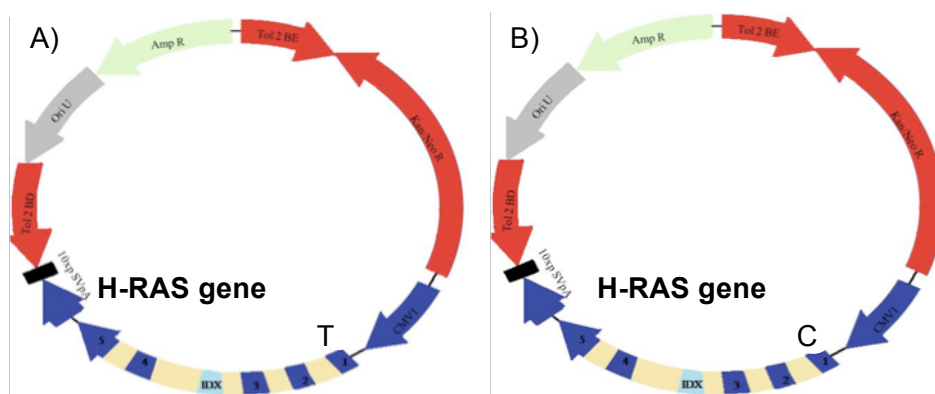 A)
Amp R
Tol 2 BE
Ori U
Kan/Neo R
Tol 2 BD
10xp SVpA
H-RAS gene
T
CMV1
5
4
IDX
3
2
1
B)
Amp R
Tol 2 BE
Ori U
Kan/Neo R
Tol 2 BD
10xp SVpA
H-RAS gene
C
CMV1
5
4
IDX
3
2
1